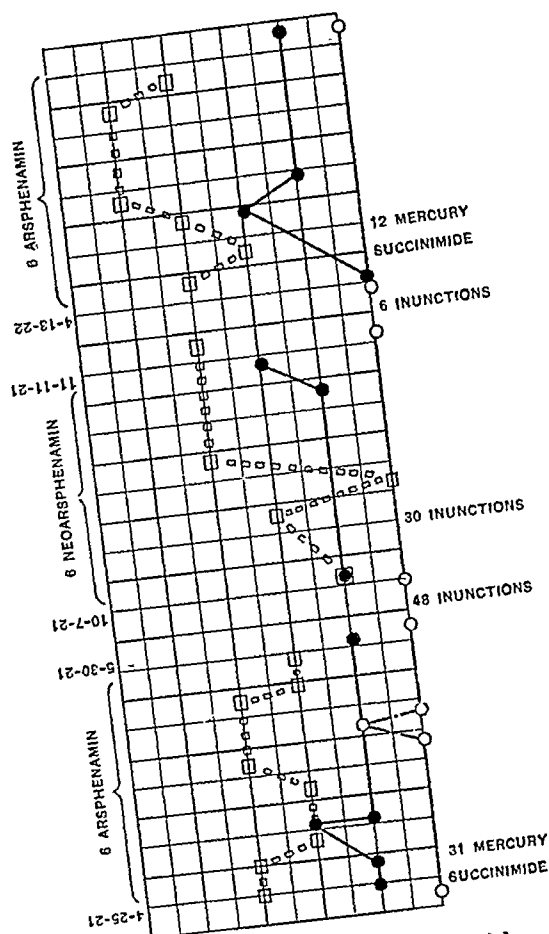 6 ARSPHENAMIN
12 MERCURY
SUCCINIMIDE
6 INUNCTIONS
4-13-22
11-11-21
6 NEOARSPHENAMIN
30 INUNCTIONS
48 INUNCTIONS
10-7-21
5-30-21
6 ARSPHENAMIN
31 MERCURY
SUCCINIMIDE
4-25-21